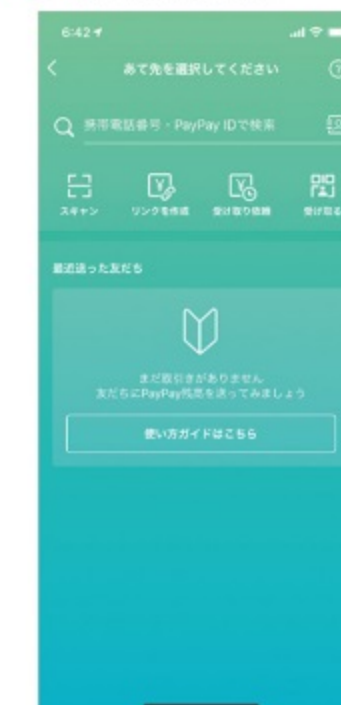 6:42
あて先を選択してください
携帯電話番号・PayPay IDで検索
スキャン
リンクを作成
受け取り依頼
受け取る
最近送った友だち
まだ取引きがありません
友だちにPayPay残高を送ってみましょう
使い方ガイドはこちら